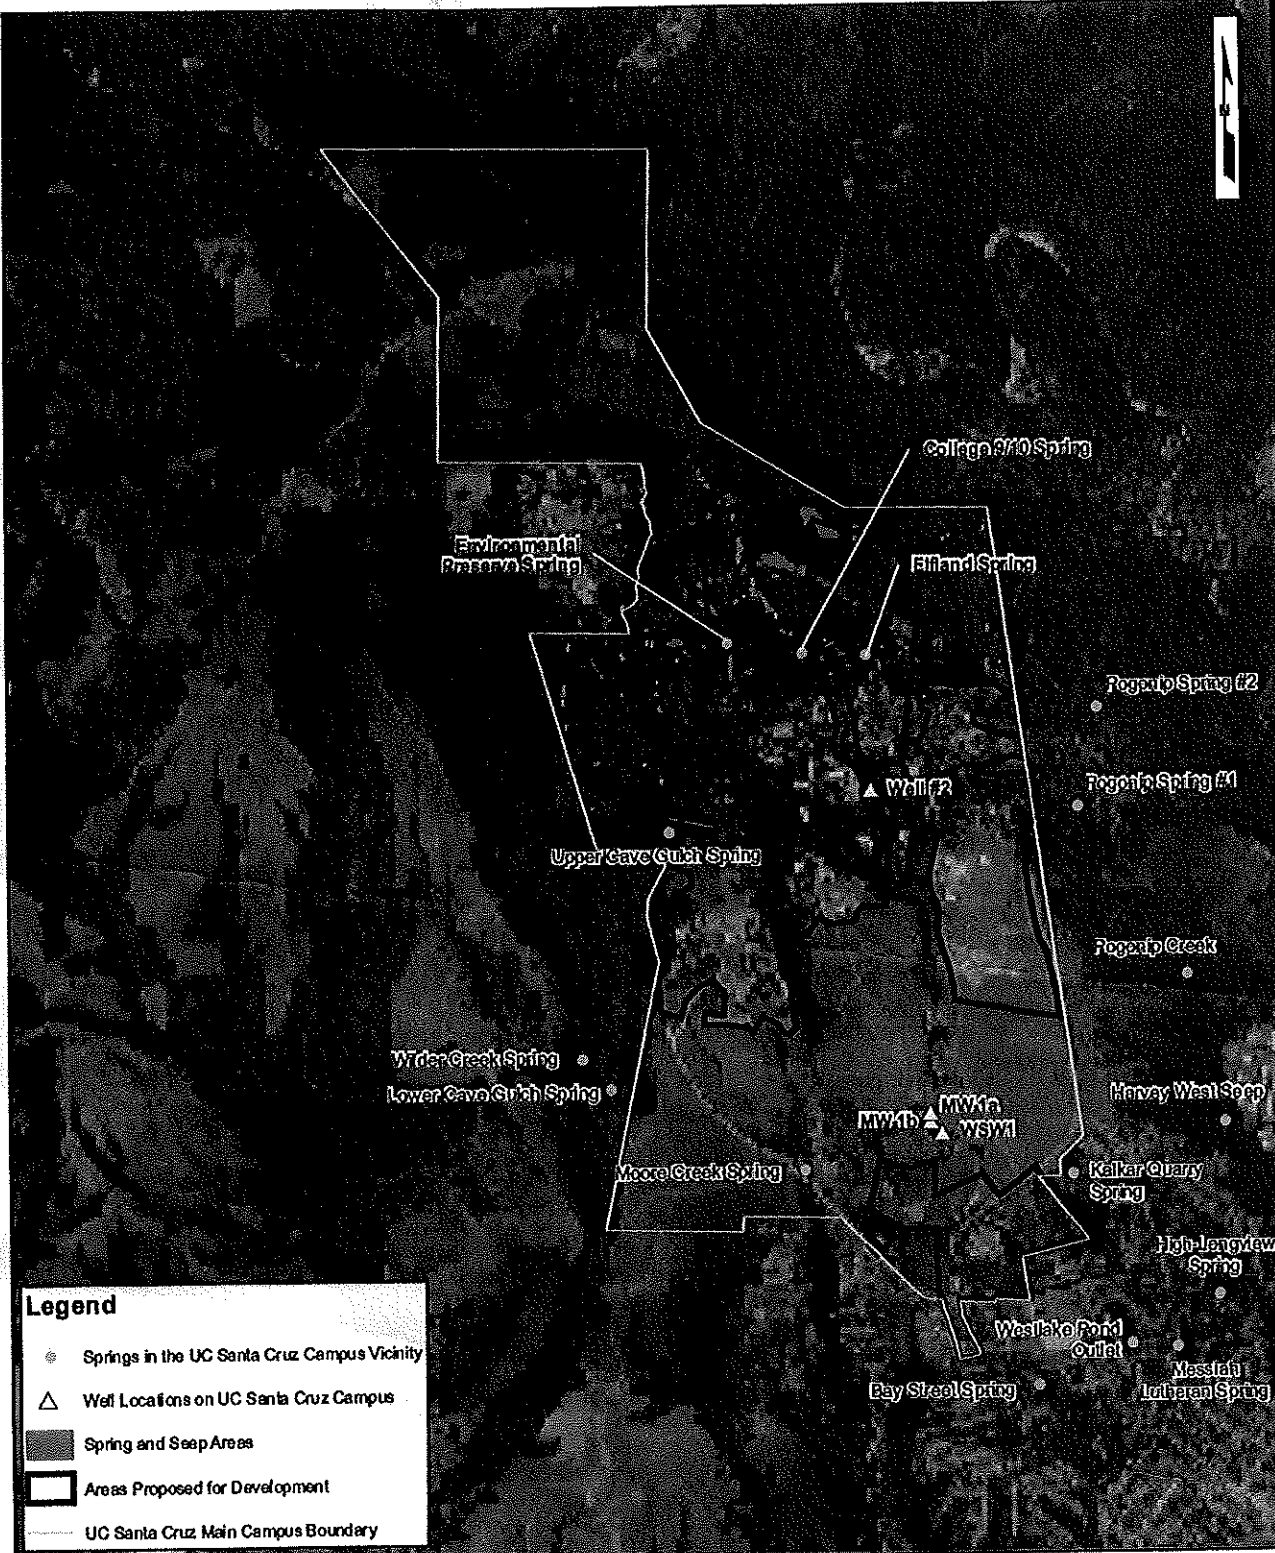 N
College 9/10 Spring
Environmental
Preserve Spring
Elfland Spring
Pogonip Spring #2
Pogonip Spring #1
Well #2
Upper Cave Gulch Spring
Pogonip Creek
Wilder Creek Spring
Lower Cave Gulch Spring
Harvey West Seep
MW-1a
MW-1b
WSW1
Moore Creek Spring
Kalkar Quarry
Spring
High-Longview
Spring
Westlake Pond
Outlet
Messiah
Lutheran Spring
Bay Street Spring
Legend
Springs in the UC Santa Cruz Campus Vicinity
Well Locations on UC Santa Cruz Campus
Spring and Seep Areas
Areas Proposed for Development
UC Santa Cruz Main Campus Boundary